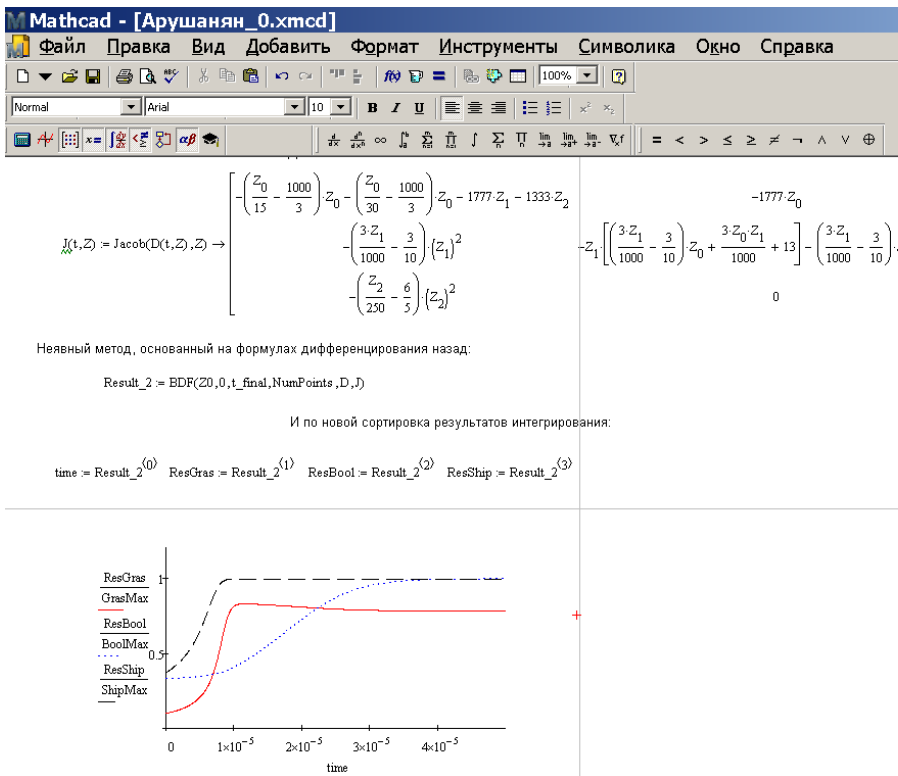 Mathcad - [Арушанян_0.xmcd]
Файл Правка Вид Добавить Формат Инструменты Символика Окно Справка
100%
Normal Arial 10 B I U
J(t,Z) := Jacob(D(t,Z),Z) → [ -(Z₀/15 - 1000/3)·Z₀ - (Z₀/30 - 1000/3)·Z₀ - 1777·Z₁ - 1333·Z₂ -1777·Z₀
-(3·Z₁/1000 - 3/10)·(Z₁)² -Z₁·[(3·Z₁/1000 - 3/10)·Z₀ + 3·Z₀·Z₁/1000 + 13] - (3·Z₁/1000 - 3/10)·
-(Z₂/250 - 6/5)·(Z₂)² 0
Неявный метод, основанный на формулах дифференцирования назад:
Result_2 := BDF(Z0,0,t_final,NumPoints,D,J)
И по новой сортировка результатов интегрирования:
time := Result_2⟨0⟩ ResGras := Result_2⟨1⟩ ResBool := Result_2⟨2⟩ ResShip := Result_2⟨3⟩
ResGras
GrasMax
ResBool
BoolMax
ResShip
ShipMax
1
0.5
0 1×10⁻⁵ 2×10⁻⁵ 3×10⁻⁵ 4×10⁻⁵
time